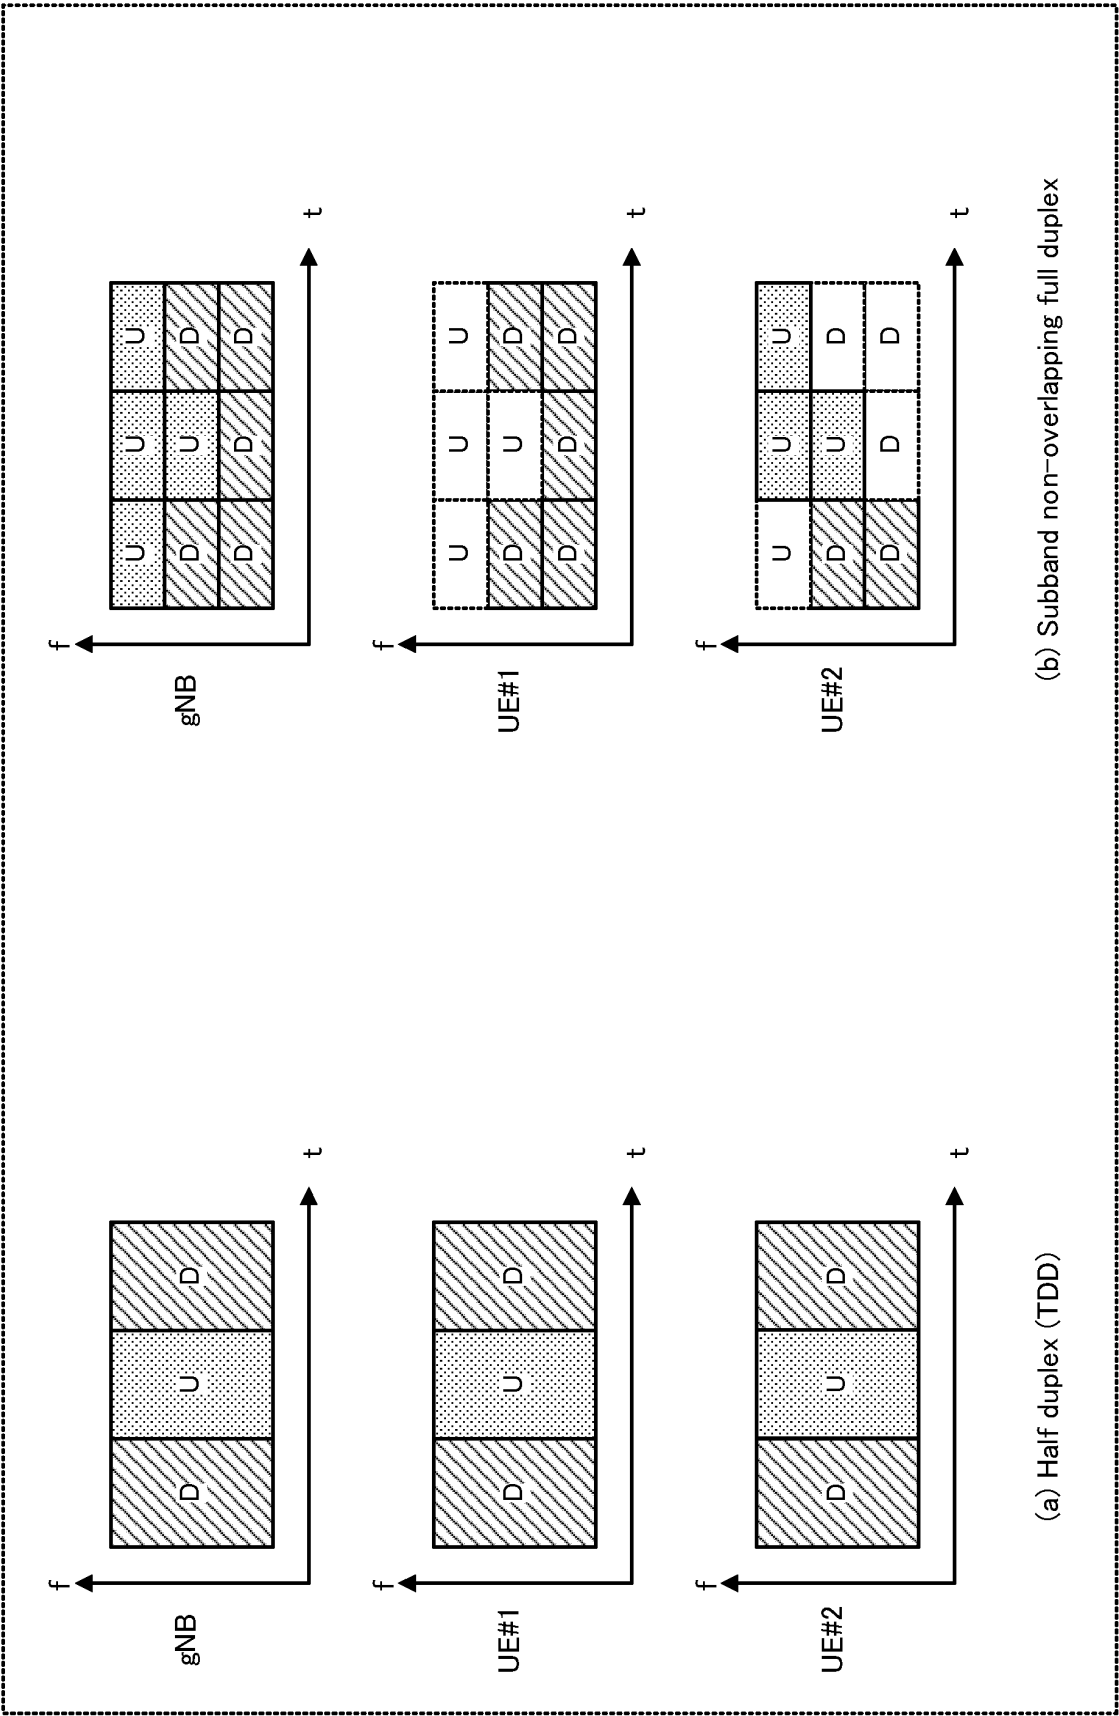 f
gNB
D U D
t
f
UE#1
D U D
t
f
UE#2
D U D
t
(a) Half duplex (TDD)
f
gNB
U U U
D U D
D D D
t
f
UE#1
U U U
D U D
D D D
t
f
UE#2
U U U
D U D
D D D
t
(b) Subband non-overlapping full duplex